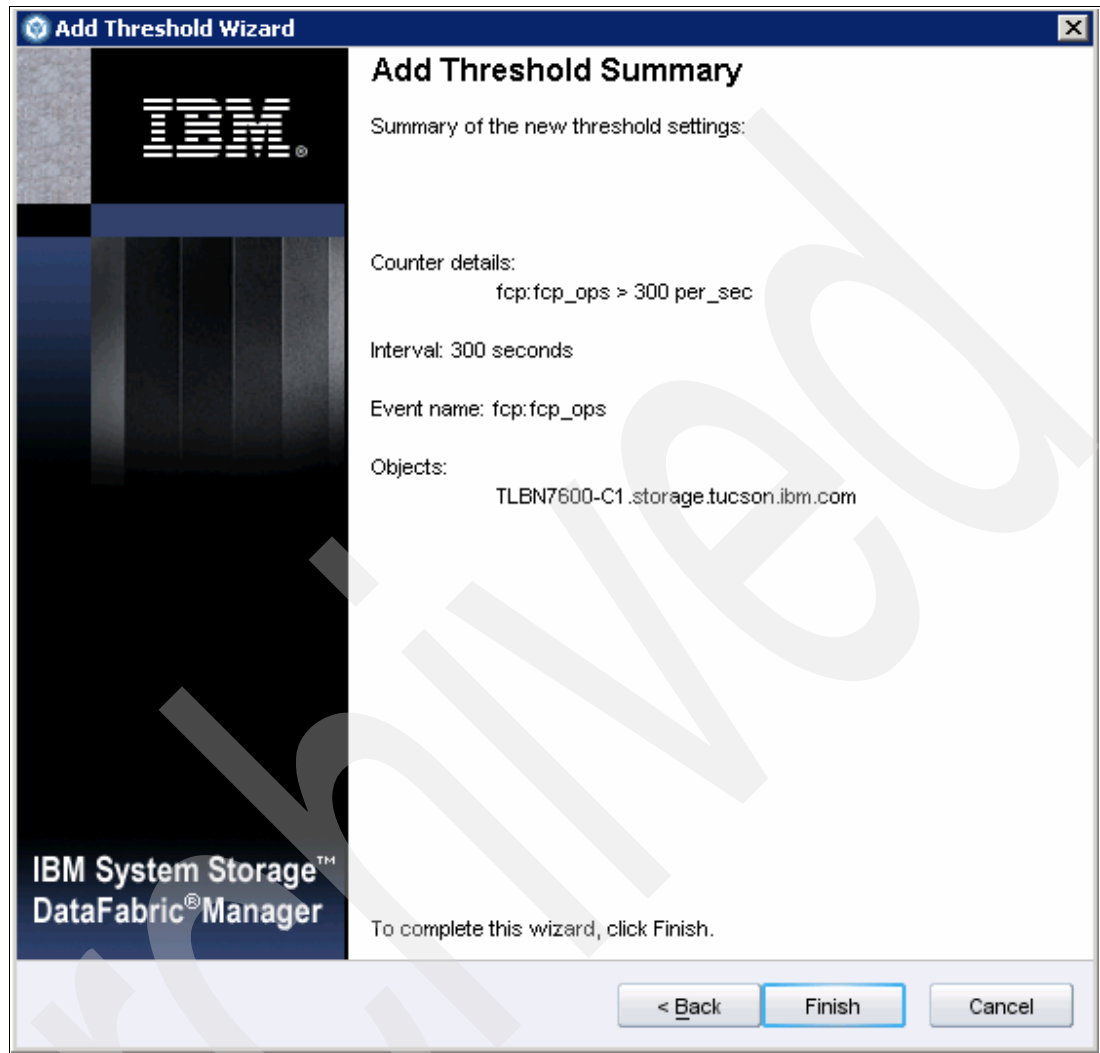 Add Threshold Wizard
IBM®
Add Threshold Summary
Summary of the new threshold settings:
Counter details:
fcp:fcp_ops > 300 per_sec
Interval: 300 seconds
Event name: fcp:fcp_ops
Objects:
TLBN7600-C1.storage.tucson.ibm.com
IBM System Storage™
DataFabric®Manager
To complete this wizard, click Finish.
< Back
Finish
Cancel